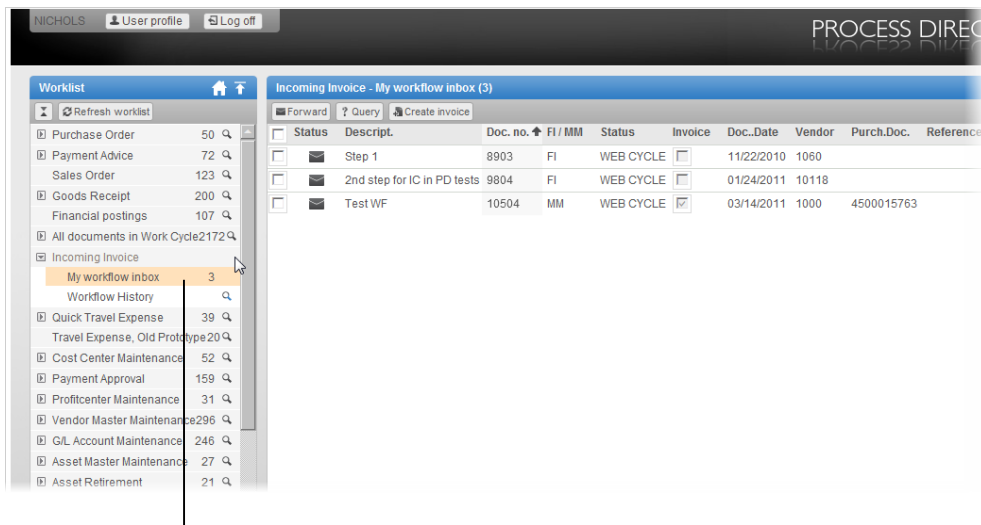 NICHOLS User profile Log off
PROCESS DIREC
Worklist
Refresh worklist
Purchase Order 50
Payment Advice 72
Sales Order 123
Goods Receipt 200
Financial postings 107
All documents in Work Cycle2172
Incoming Invoice
My workflow inbox 3
Workflow History
Quick Travel Expense 39
Travel Expense, Old Prototype20
Cost Center Maintenance 52
Payment Approval 159
Profitcenter Maintenance 31
Vendor Master Maintenance296
G/L Account Maintenance 246
Asset Master Maintenance 27
Asset Retirement 21
Incoming Invoice - My workflow inbox (3)
Forward ? Query Create invoice
Status Descript. Doc. no. FI / MM Status Invoice Doc..Date Vendor Purch.Doc. Reference
Step 1 8903 FI WEB CYCLE 11/22/2010 1060
2nd step for IC in PD tests 9804 FI WEB CYCLE 01/24/2011 10118
Test WF 10504 MM WEB CYCLE 03/14/2011 1000 4500015763